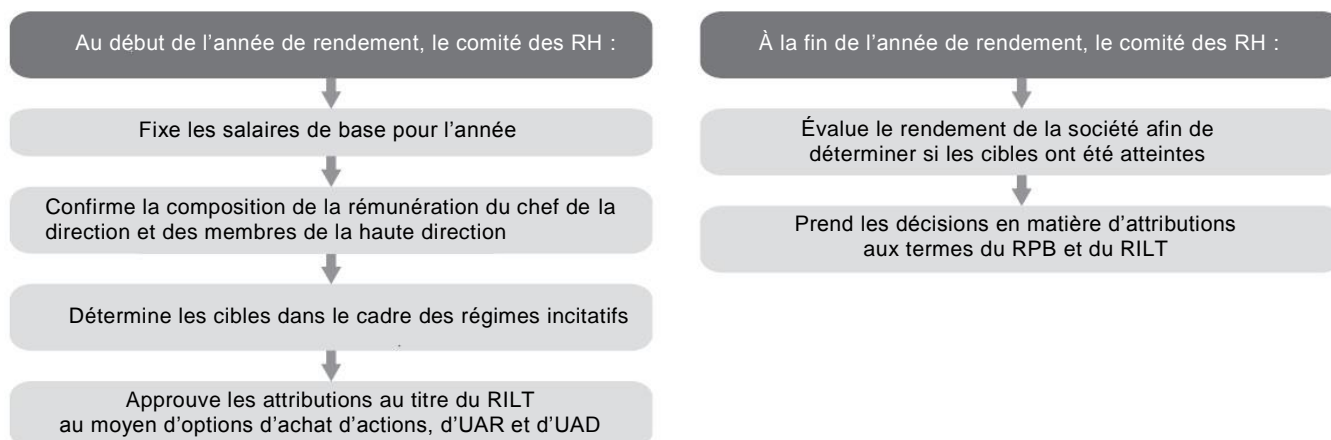 Au début de l’année de rendement, le comité des RH :
Fixe les salaires de base pour l’année
Confirme la composition de la rémunération du chef de la
direction et des membres de la haute direction
Détermine les cibles dans le cadre des régimes incitatifs
Approuve les attributions au titre du RILT
au moyen d’options d’achat d’actions, d’UAR et d’UAD
À la fin de l’année de rendement, le comité des RH :
Évalue le rendement de la société afin de
déterminer si les cibles ont été atteintes
Prend les décisions en matière d’attributions
aux termes du RPB et du RILT